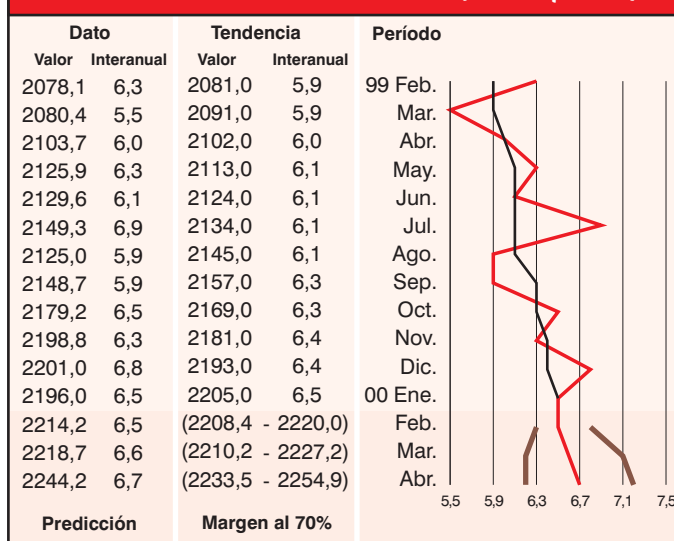 Dato Tendencia Período
Valor Interanual Valor Interanual
2078,1 6,3 2081,0 5,9 99 Feb.
2080,4 5,5 2091,0 5,9 Mar.
2103,7 6,0 2102,0 6,0 Abr.
2125,9 6,3 2113,0 6,1 May.
2129,6 6,1 2124,0 6,1 Jun.
2149,3 6,9 2134,0 6,1 Jul.
2125,0 5,9 2145,0 6,1 Ago.
2148,7 5,9 2157,0 6,3 Sep.
2179,2 6,5 2169,0 6,3 Oct.
2198,8 6,3 2181,0 6,4 Nov.
2201,0 6,8 2193,0 6,4 Dic.
2196,0 6,5 2205,0 6,5 00 Ene.
2214,2 6,5 (2208,4 - 2220,0) Feb.
2218,7 6,6 (2210,2 - 2227,2) Mar.
2244,2 6,7 (2233,5 - 2254,9) Abr.
5,5 5,9 6,3 6,7 7,1 7,5
Predicción Margen al 70%